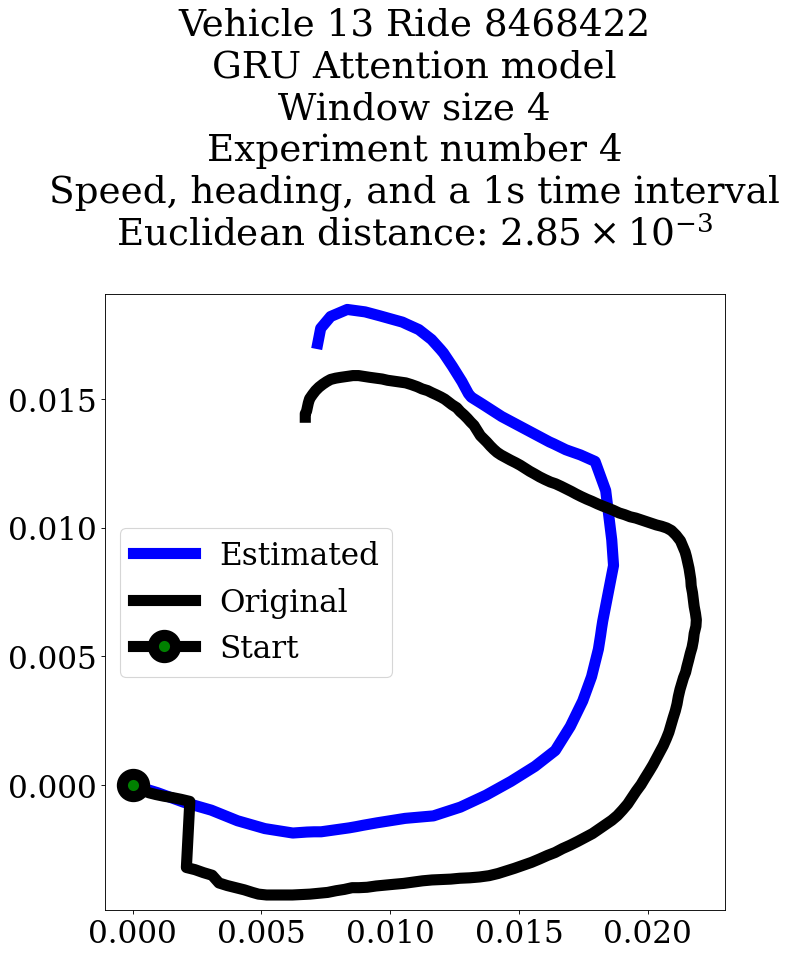 Vehicle 13 Ride 8468422
GRU Attention model
Window size 4
Experiment number 4
Speed, heading, and a 1s time interval
Euclidean distance: 2.85 × 10⁻³
0.015
0.010
0.005
0.000
Estimated
Original
Start
0.000 0.005 0.010 0.015 0.020